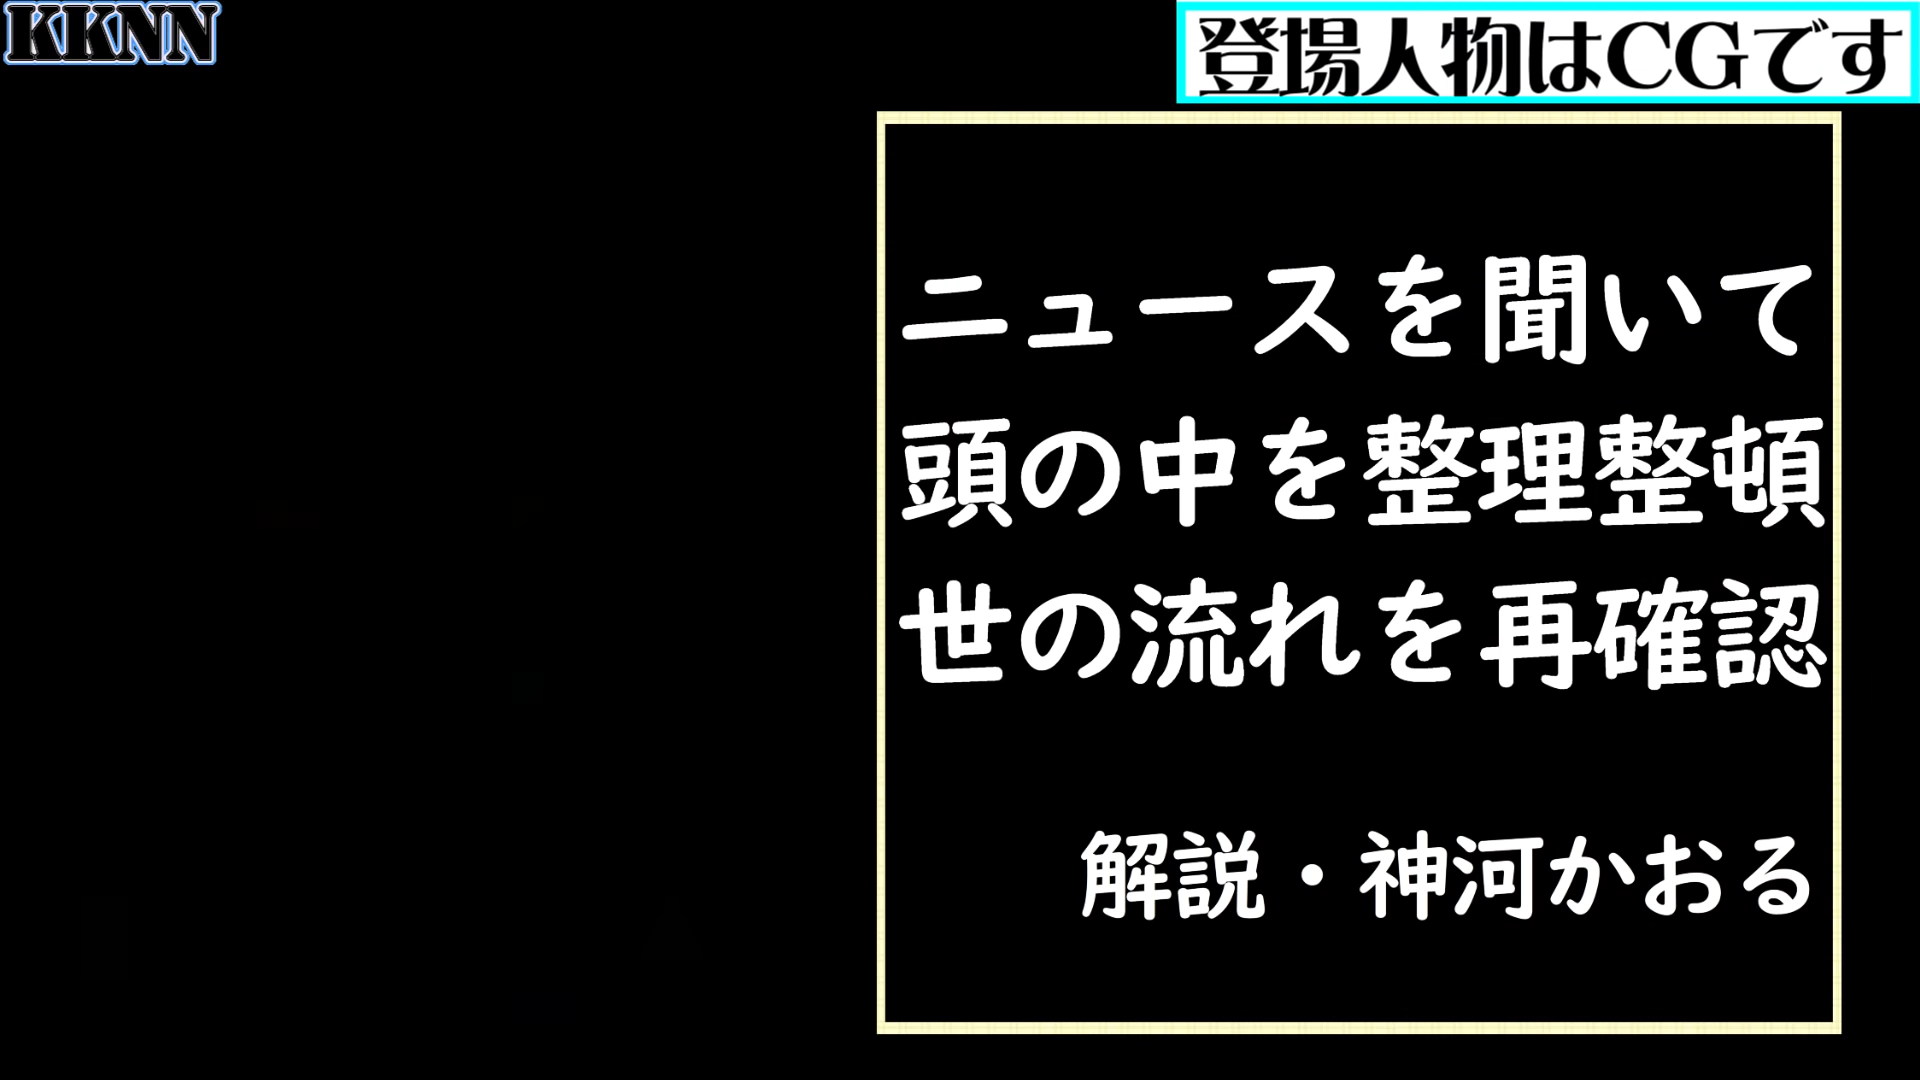 KKNN
登場人物はCGです
ニュースを聞いて
頭の中を整理整頓
世の流れを再確認
解説・神河かおる